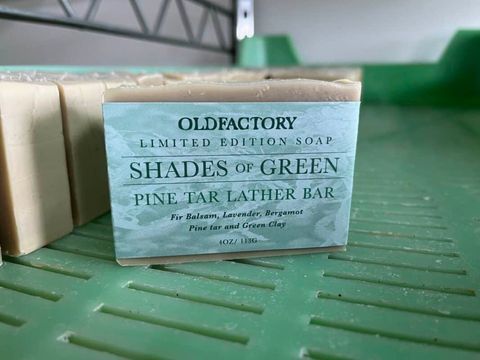 OLDFACTORY
LIMITED EDITION SOAP
SHADES OF GREEN
PINE TAR LATHER BAR
Fir Balsam, Lavender, Bergamot
Pine tar and Green Clay
4OZ/ 113G